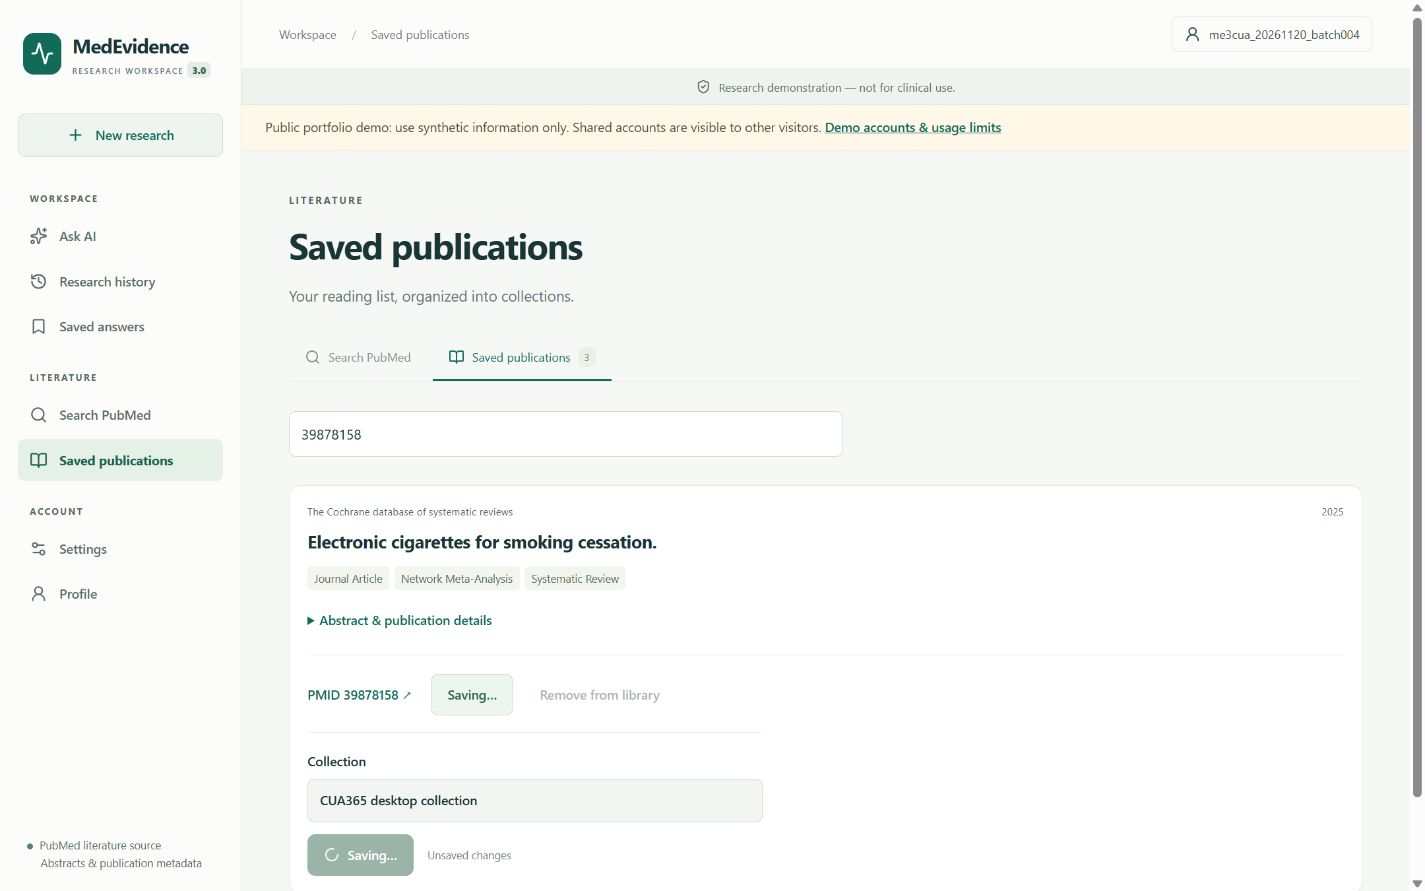 MedEvidence
RESEARCH WORKSPACE 3.0
New research
WORKSPACE
Ask AI
Research history
Saved answers
LITERATURE
Search PubMed
Saved publications
ACCOUNT
Settings
Profile
PubMed literature source
Abstracts & publication metadata
Workspace / Saved publications
me3cua_20261120_batch004
Research demonstration — not for clinical use.
Public portfolio demo: use synthetic information only. Shared accounts are visible to other visitors. Demo accounts & usage limits
LITERATURE
Saved publications
Your reading list, organized into collections.
Search PubMed
Saved publications 3
39878158
The Cochrane database of systematic reviews 2025
Electronic cigarettes for smoking cessation.
Journal Article Network Meta-Analysis Systematic Review
Abstract & publication details
PMID 39878158 ↗ Saving... Remove from library
Collection
CUA365 desktop collection
Saving... Unsaved changes